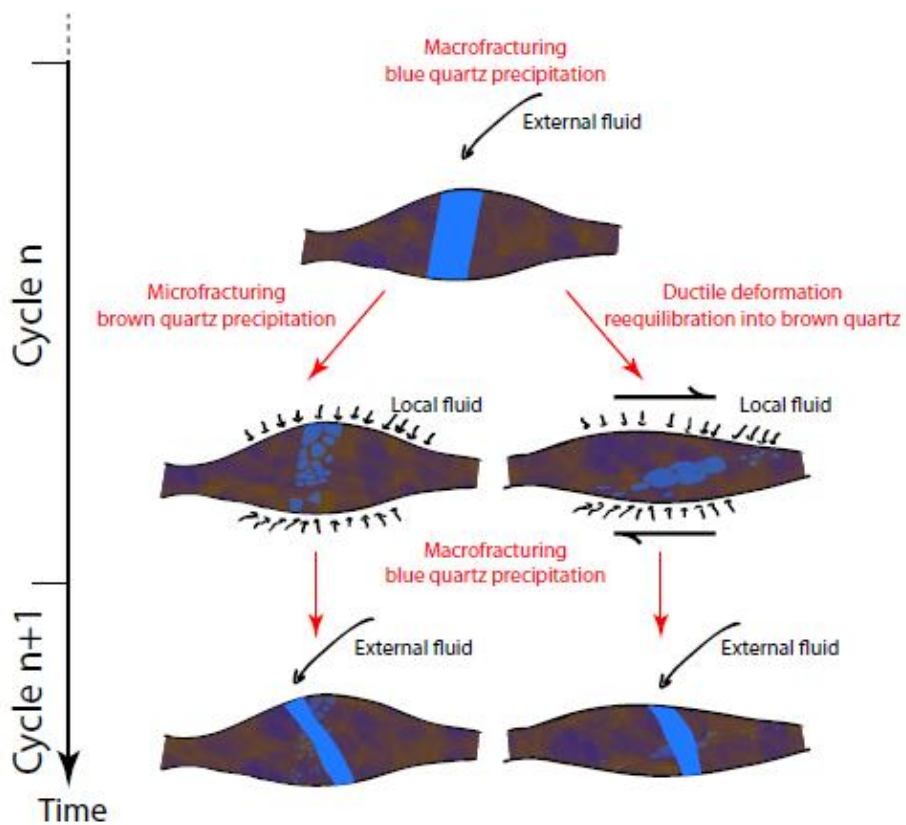 Macrofracturing
blue quartz precipitation
External fluid
Cycle n
Microfracturing
brown quartz precipitation
Ductile deformation
reequilibration into brown quartz
Local fluid
Local fluid
Macrofracturing
blue quartz precipitation
Cycle n+1
External fluid
External fluid
Time